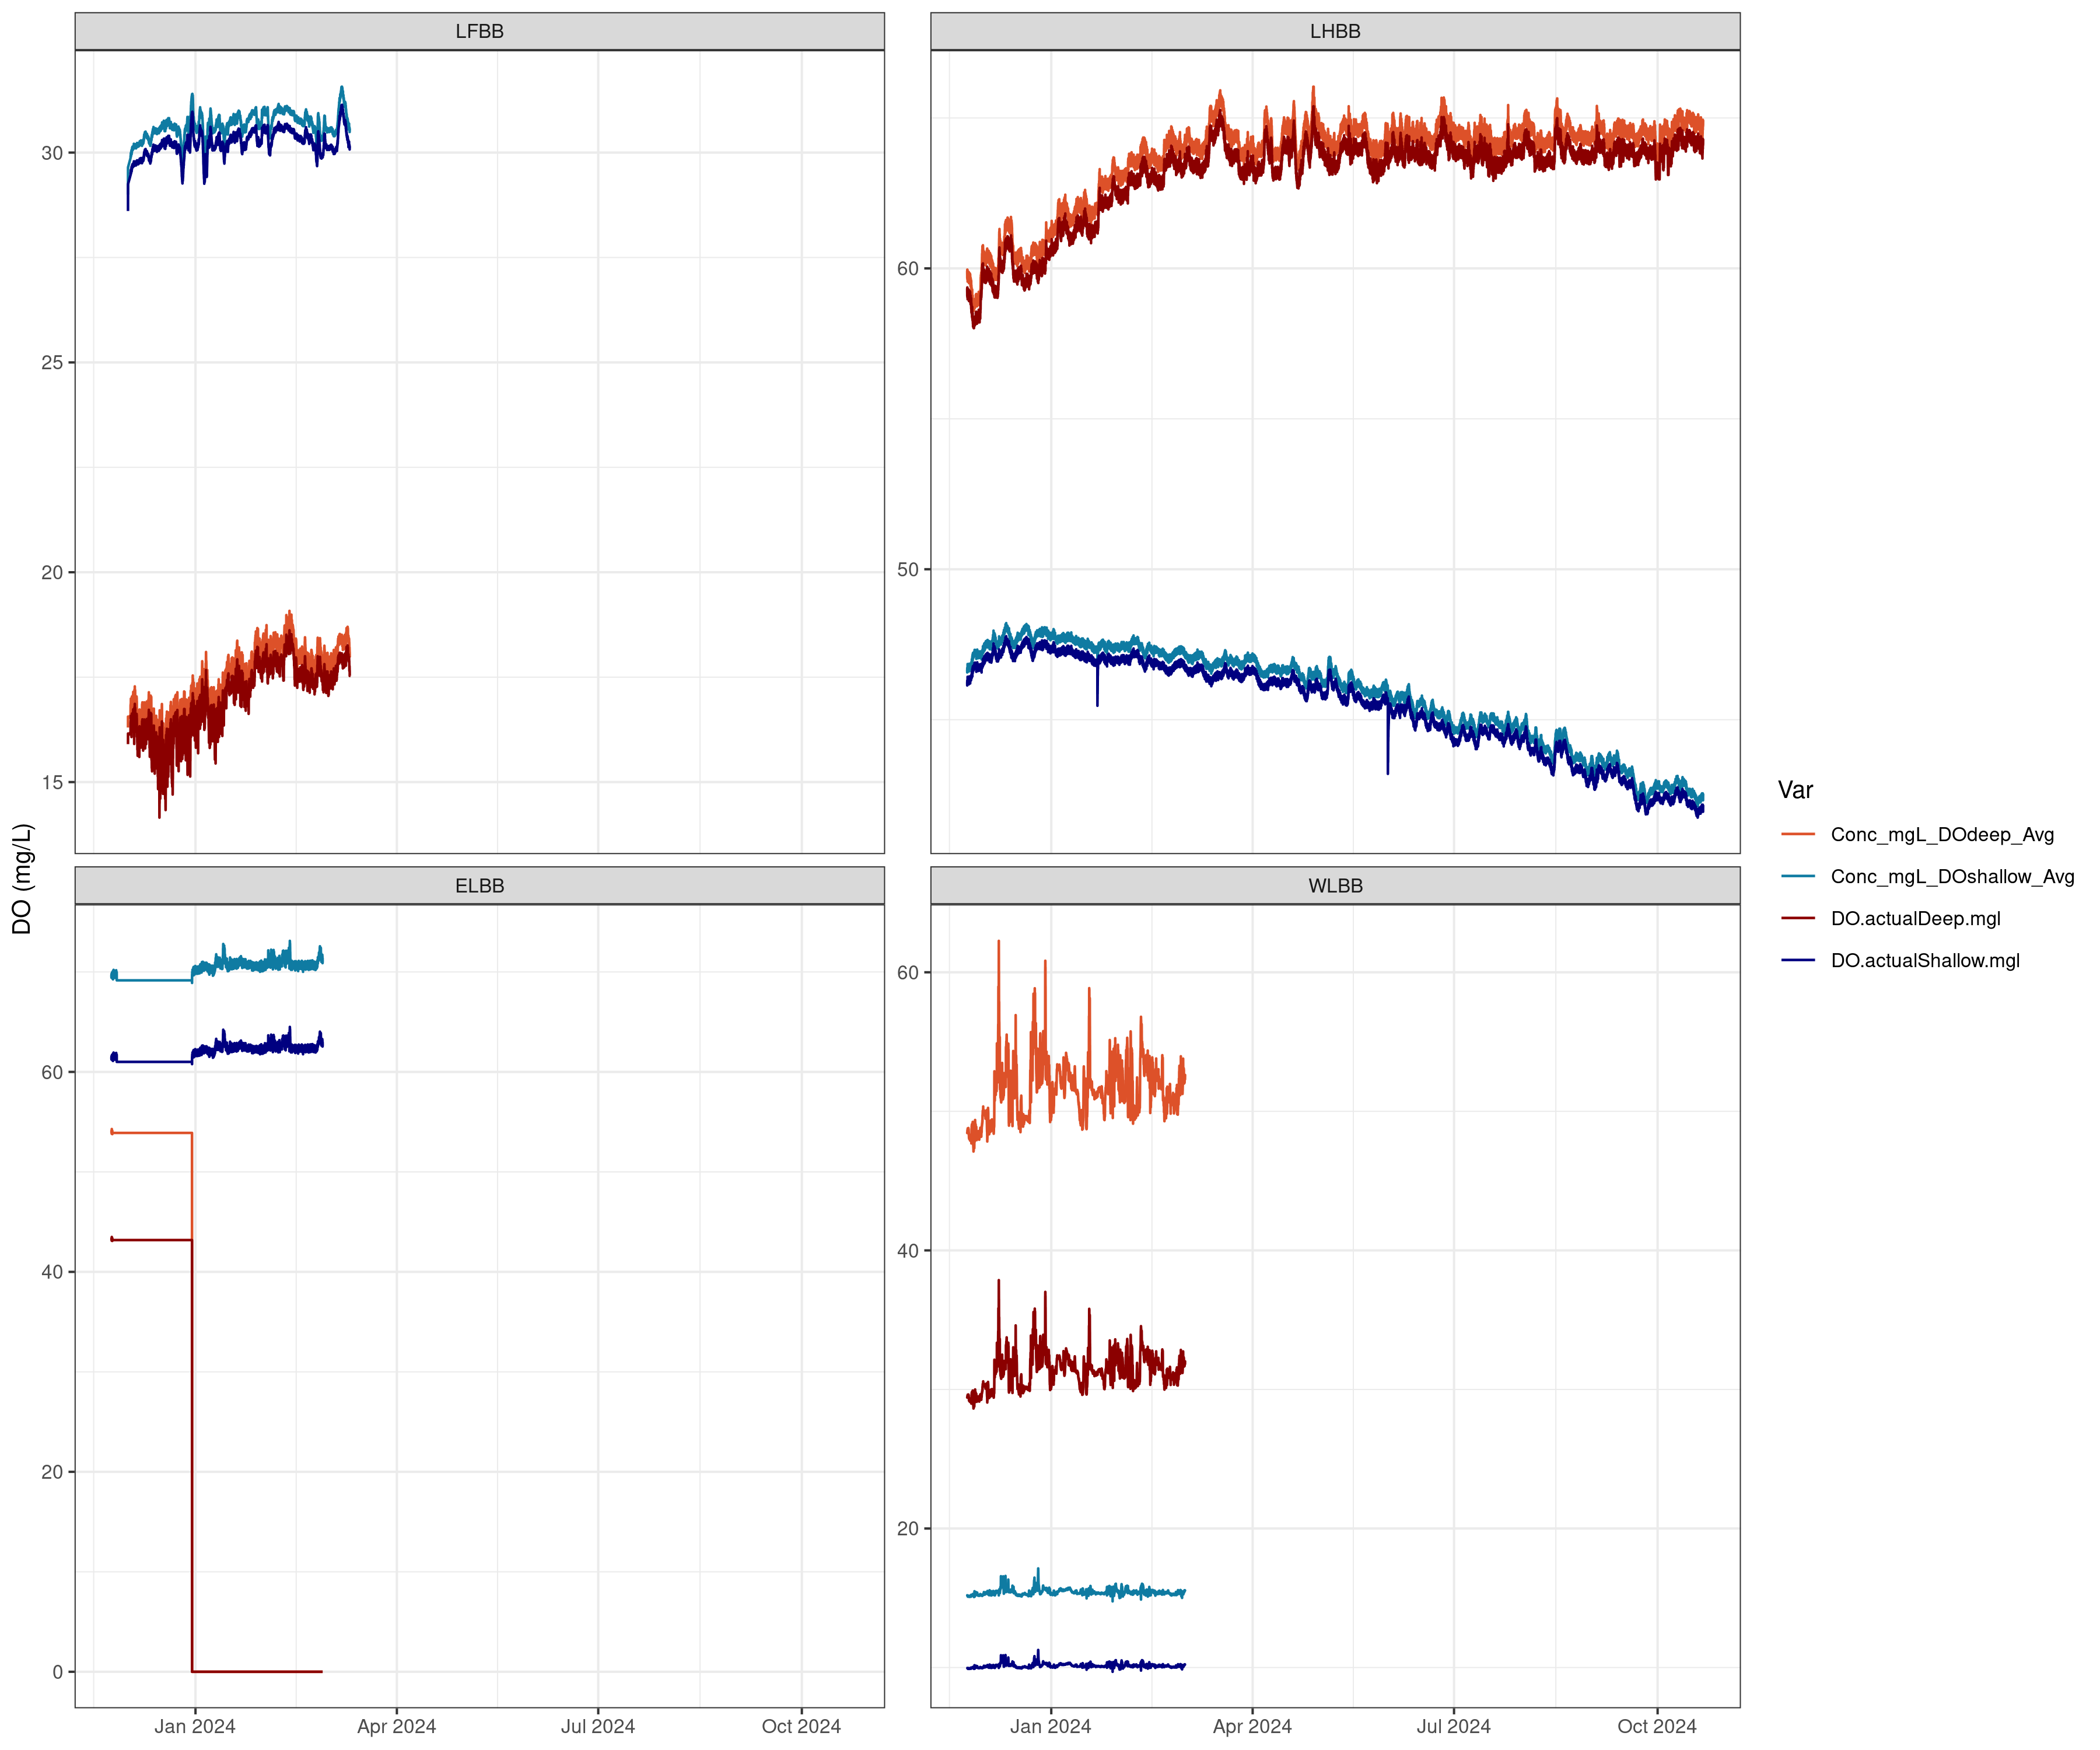 LFBB
LHBB
30
25
20
15
60
50
DO (mg/L)
ELBB
WLBB
60
40
20
0
60
40
20
Jan 2024
Apr 2024
Jul 2024
Oct 2024
Jan 2024
Apr 2024
Jul 2024
Oct 2024
Var
Conc_mgL_DOdeep_Avg
Conc_mgL_DOshallow_Avg
DO.actualDeep.mgl
DO.actualShallow.mgl